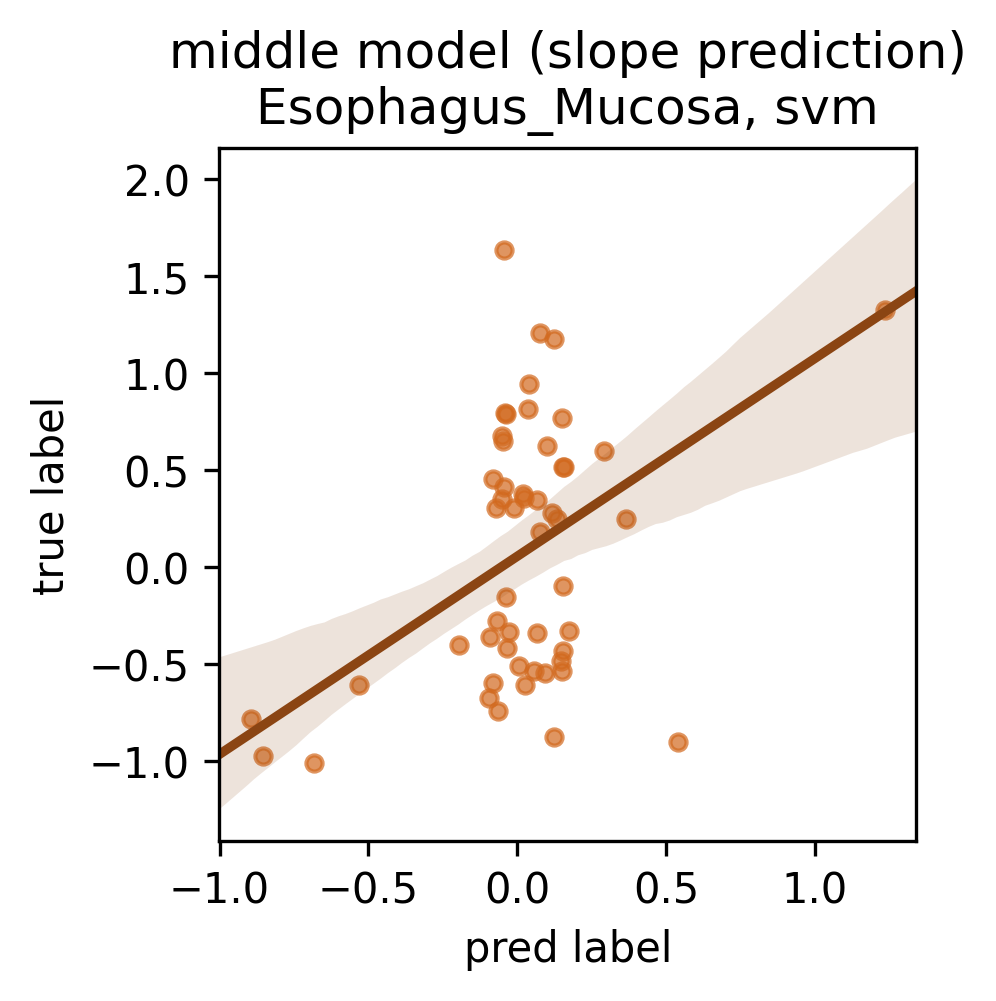 middle model (slope prediction)
Esophagus_Mucosa, svm
2.0
1.5
1.0
0.5
0.0
−0.5
−1.0
true label
−1.0 −0.5 0.0 0.5 1.0
pred label